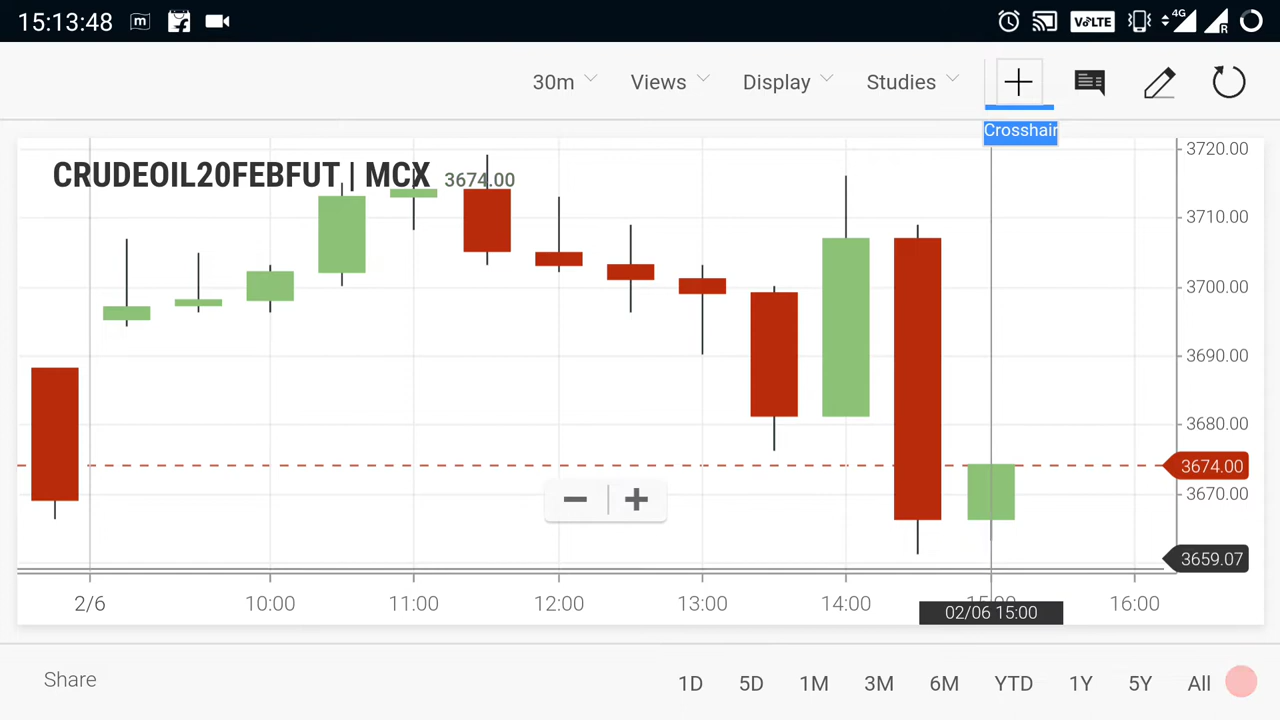 15:13:48
m
VoLTE
4G
R
30m Views Display Studies
Crosshair
CRUDEOIL20FEBFUT | MCX 3674.00
3720.00
3710.00
3700.00
3690.00
3680.00
3674.00
3670.00
3659.07
2/6 10:00 11:00 12:00 13:00 14:00 15:00 16:00
02/06 15:00
Share 1D 5D 1M 3M 6M YTD 1Y 5Y All